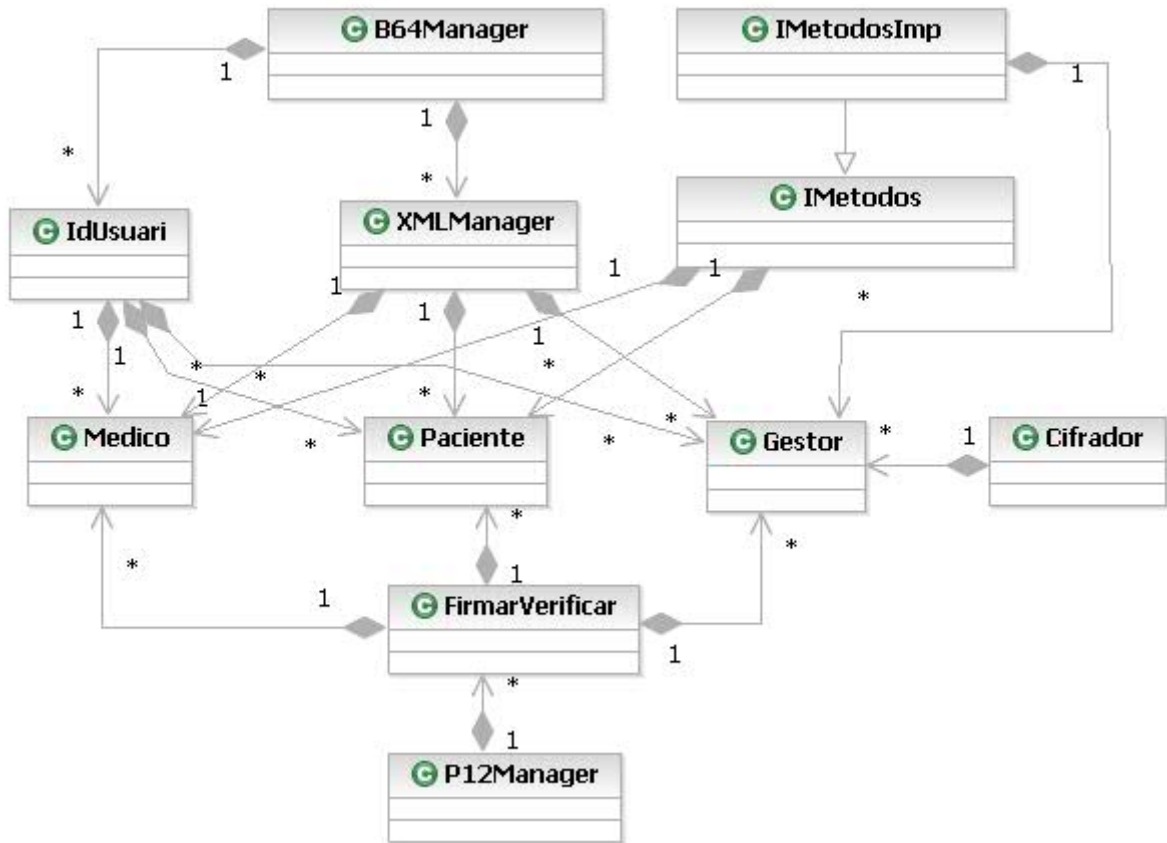 B64Manager
IMetodosImp
1
1
1
*
*
IdUsuari
XMLManager
IMetodos
1
1
1
*
1
1
1
1
*
*
*
*
1
*
*
*
*
*
Medico
Paciente
Gestor
1
Cifrador
*
*
*
1
1
FirmarVerificar
1
*
1
P12Manager